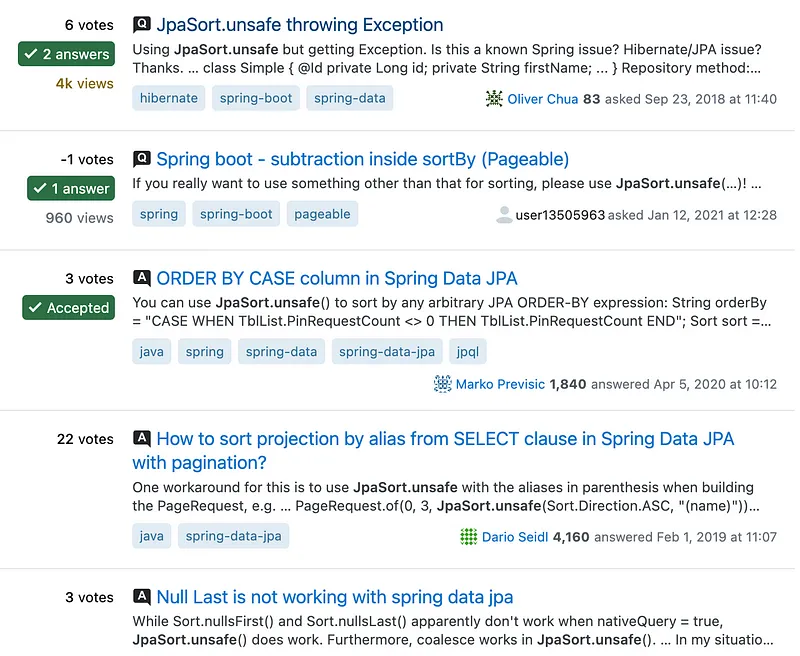 6 votes
Q JpaSort.unsafe throwing Exception
2 answers
Using JpaSort.unsafe but getting Exception. Is this a known Spring issue? Hibernate/JPA issue?
4k views
Thanks. ... class Simple { @Id private Long id; private String firstName; ... } Repository method:...
hibernate spring-boot spring-data
Oliver Chua 83 asked Sep 23, 2018 at 11:40
-1 votes
Q Spring boot - subtraction inside sortBy (Pageable)
1 answer
If you really want to use something other than that for sorting, please use JpaSort.unsafe(...)! ...
960 views
spring spring-boot pageable
user13505963 asked Jan 12, 2021 at 12:28
3 votes
A ORDER BY CASE column in Spring Data JPA
Accepted
You can use JpaSort.unsafe() to sort by any arbitrary JPA ORDER-BY expression: String orderBy
= "CASE WHEN TblList.PinRequestCount <> 0 THEN TblList.PinRequestCount END"; Sort sort =...
java spring spring-data spring-data-jpa jpql
Marko Previsic 1,840 answered Apr 5, 2020 at 10:12
22 votes
A How to sort projection by alias from SELECT clause in Spring Data JPA
with pagination?
One workaround for this is to use JpaSort.unsafe with the aliases in parenthesis when building
the PageRequest, e.g. ... PageRequest.of(0, 3, JpaSort.unsafe(Sort.Direction.ASC, "(name)"))...
java spring-data-jpa
Dario Seidl 4,160 answered Feb 1, 2019 at 11:07
3 votes
A Null Last is not working with spring data jpa
While Sort.nullsFirst() and Sort.nullsLast() apparently don't work when nativeQuery = true,
JpaSort.unsafe() does work. Furthermore, coalesce works in JpaSort.unsafe(). ... In my situatio...